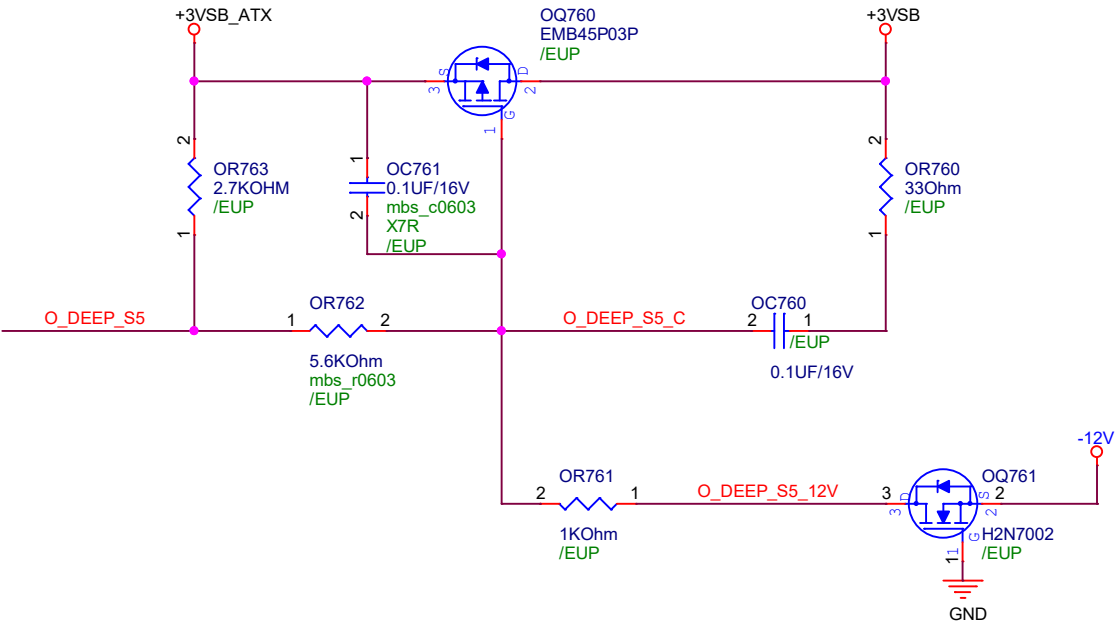 +3VSB_ATX
OQ760
EMB45P03P
/EUP
+3VSB
S
D
3
2
G
1
2
OR763
2.7KOHM
/EUP
1
1
OC761
0.1UF/16V
mbs_c0603
X7R
/EUP
2
2
OR760
33Ohm
/EUP
1
O_DEEP_S5
OR762
1
2
5.6KOhm
mbs_r0603
/EUP
O_DEEP_S5_C
OC760
2
1
/EUP
0.1UF/16V
-12V
OR761
2
1
1KOhm
/EUP
O_DEEP_S5_12V
OQ761
3
D
3
S
2
2
G
H2N7002
/EUP
1
1
GND